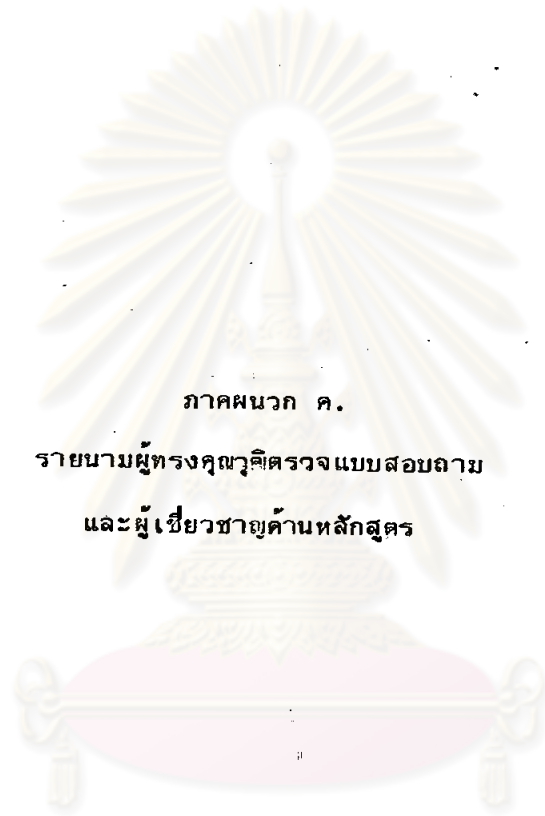 ภาคผนวก ค.
รายนามผู้ทรงคุณวุฒิตรวจแบบสอบถาม
และผู้เชี่ยวชาญด้านหลักสูตร